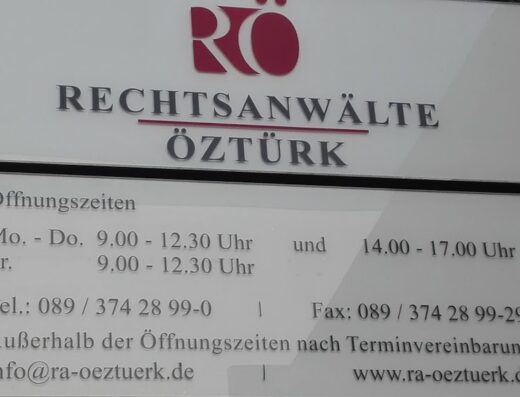 RÖ
RECHTSANWÄLTE
ÖZTÜRK
Öffnungszeiten
Mo. - Do. 9.00 - 12.30 Uhr und 14.00 - 17.00 Uhr
r. 9.00 - 12.30 Uhr
el.: 089 / 374 28 99-0 | Fax: 089 / 374 28 99-29
ußerhalb der Öffnungszeiten nach Terminvereinbarun
nfo@ra-oeztuerk.de | www.ra-oeztuerk.d